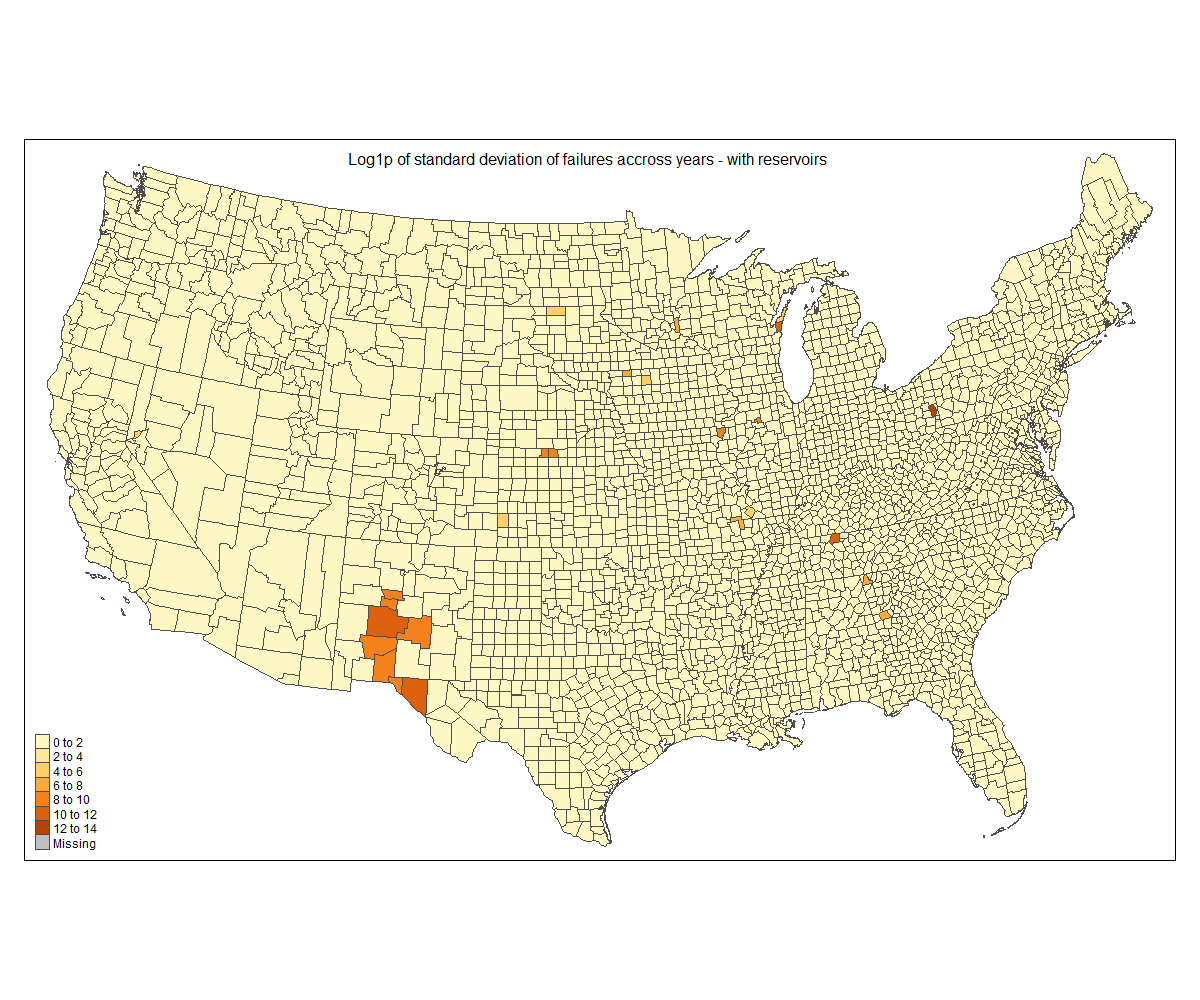 Log1p of standard deviation of failures accross years - with reservoirs
0 to 2
2 to 4
4 to 6
6 to 8
8 to 10
10 to 12
12 to 14
Missing